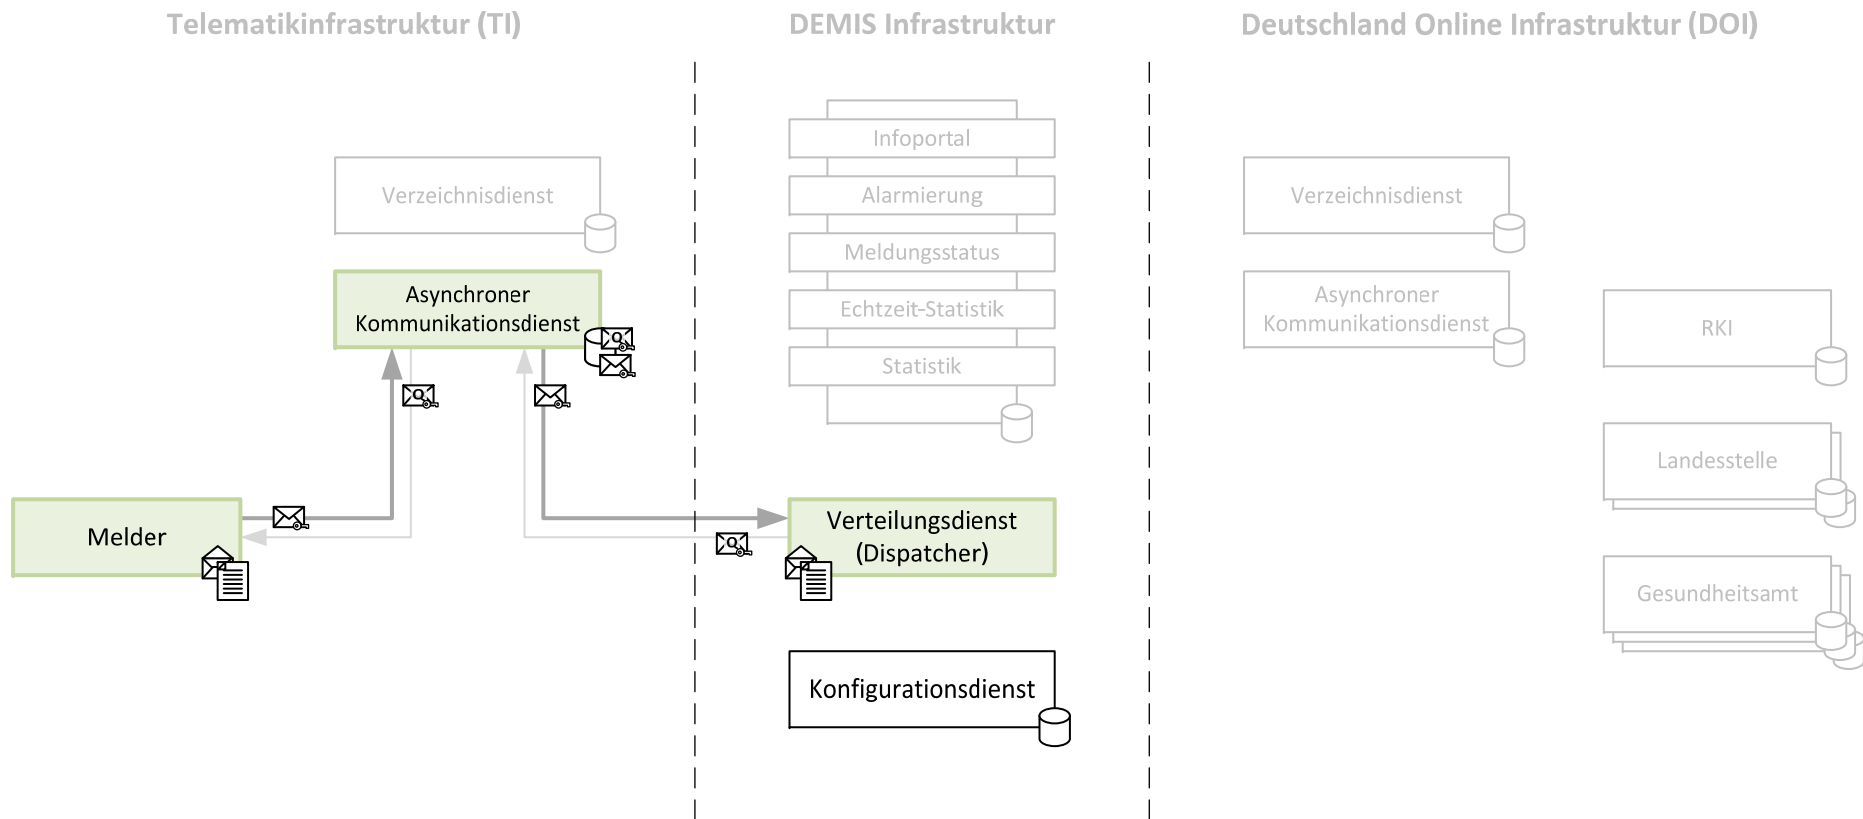 Telematikinfrastruktur (TI)
DEMIS Infrastruktur
Deutschland Online Infrastruktur (DOI)
Verzeichnisdienst
Asynchroner
Kommunikationsdienst
Melder
Infoportal
Alarmierung
Meldungsstatus
Echtzeit-Statistik
Statistik
Verteilungsdienst
(Dispatcher)
Konfigurationsdienst
Verzeichnisdienst
Asynchroner
Kommunikationsdienst
RKI
Landesstelle
Gesundheitsamt